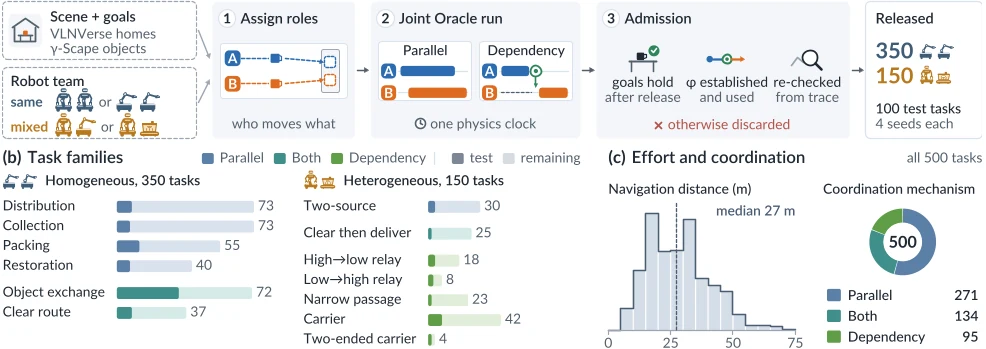 Scene + goals
VLNVerse homes
γ-Scape objects
Robot team
same
or
mixed
or
1 Assign roles
A
B
who moves what
2 Joint Oracle run
Parallel
Dependency
A
B
A
B
one physics clock
3 Admission
goals hold
after release
φ established
and used
re-checked
from trace
× otherwise discarded
Released
350
150
100 test tasks
4 seeds each
(b) Task families
Parallel
Both
Dependency
test
remaining
Homogeneous, 350 tasks
Distribution 73
Collection 73
Packing 55
Restoration 40
Object exchange 72
Clear route 37
Heterogeneous, 150 tasks
Two-source 30
Clear then deliver 25
High→low relay 18
Low→high relay 8
Narrow passage 23
Carrier 42
Two-ended carrier 4
(c) Effort and coordination
all 500 tasks
Navigation distance (m)
median 27 m
0 25 50 75
Coordination mechanism
500
Parallel 271
Both 134
Dependency 95